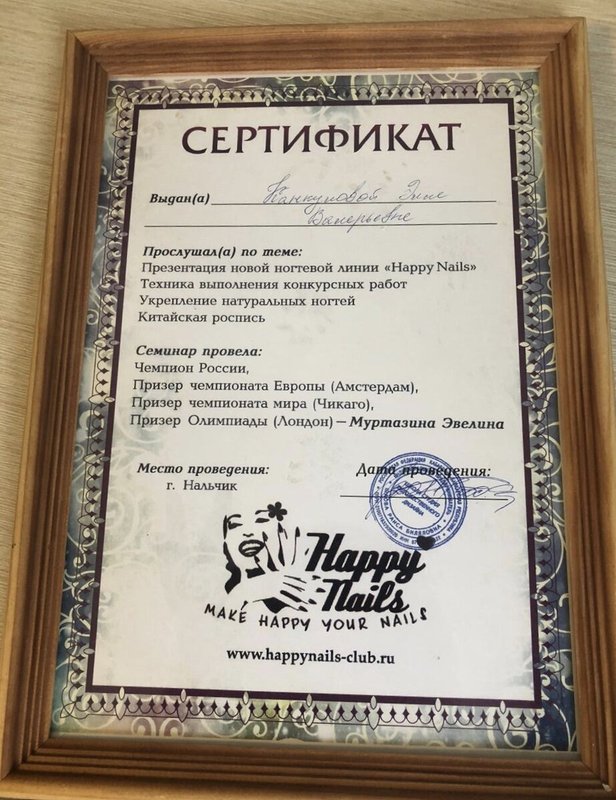 СЕРТИФИКАТ
Выдан(а) Канкуловой
Валерьевне
Прослушал(а) по теме:
Презентация новой ногтевой линии «Happy Nails»
Техника выполнения конкурсных работ
Укрепление натуральных ногтей
Китайская роспись
Семинар провела:
Чемпион России,
Призер чемпионата Европы (Амстердам),
Призер чемпионата мира (Чикаго),
Призер Олимпиады (Лондон) – Муртазина Эвелина
Место проведения:
г. Нальчик
Дата проведения:
Happy
Nails
MAKE HAPPY YOUR NAILS
www.happynails-club.ru